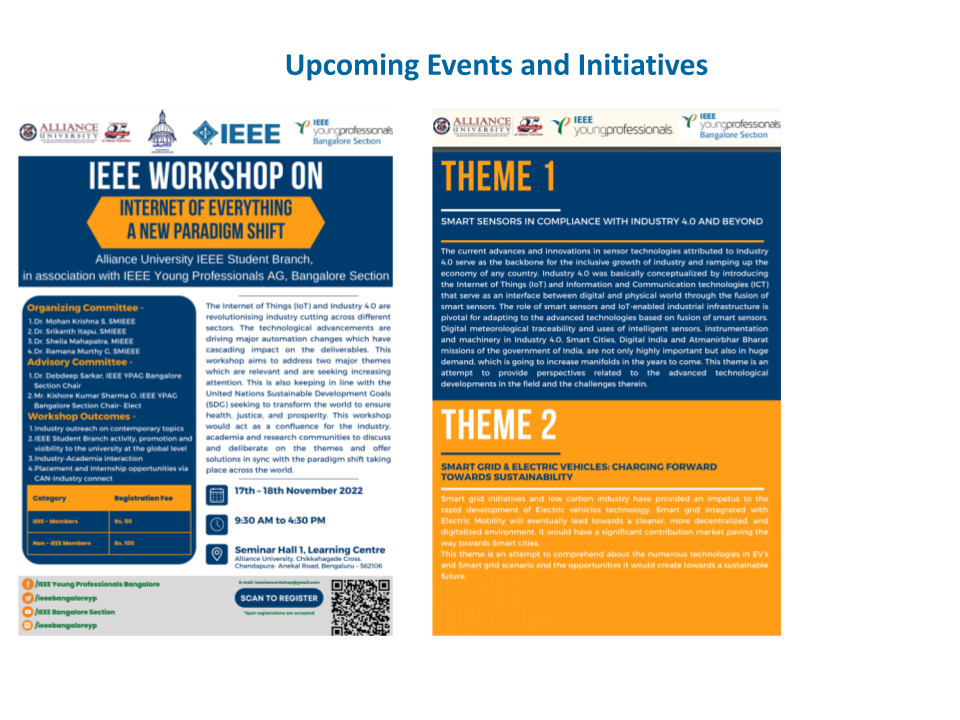 Upcoming Events and Initiatives
ALLIANCE
UNIVERSITY
IEEE
IEEE
youngprofessionals
Bangalore Section
IEEE WORKSHOP ON
INTERNET OF EVERYTHING
A NEW PARADIGM SHIFT
Alliance University IEEE Student Branch,
in association with IEEE Young Professionals AG, Bangalore Section
Organizing Committee -
1.Dr. Mohan Krishna S, SMIEEE
2.Dr. Srikanth Itapu, SMIEEE
3.Dr. Sheila Mahapatra, MIEEE
4.Dr. Ramana Murthy G, SMIEEE
Advisory Committee -
1.Dr. Debdeep Sarkar, IEEE YPAG Bangalore
Section Chair
2.Mr. Kishore Kumar Sharma O, IEEE YPAG
Bangalore Section Chair- Elect
Workshop Outcomes -
1.Industry outreach on contemporary topics
2.IEEE Student Branch activity, promotion and
visibility to the university at the global level
3.Industry-Academia interaction
4.Placement and Internship opportunities via
CAN-Industry connect
Category Registration Fee
IEEE - Members Rs. 50
Non - IEEE Members Rs. 100
The Internet of Things (IoT) and Industry 4.0 are
revolutionising industry cutting across different
sectors. The technological advancements are
driving major automation changes which have
cascading impact on the deliverables. This
workshop aims to address two major themes
which are relevant and are seeking increasing
attention. This is also keeping in line with the
United Nations Sustainable Development Goals
(SDG) seeking to transform the world to ensure
health, justice, and prosperity. This workshop
would act as a confluence for the industry,
academia and research communities to discuss
and deliberate on the themes and offer
solutions in sync with the paradigm shift taking
place across the world.
17th - 18th November 2022
9:30 AM to 4:30 PM
Seminar Hall 1, Learning Centre
Alliance University, Chikkahagade Cross,
Chandapura- Anekal Road, Bengaluru - 562106
/IEEE Young Professionals Bangalore
/ieeebangaloreyp
/IEEE Bangalore Section
/ieeebangaloreyp
SCAN TO REGISTER
*Spot registrations are accepted
ALLIANCE
UNIVERSITY
IEEE
youngprofessionals
IEEE
youngprofessionals
Bangalore Section
THEME 1
SMART SENSORS IN COMPLIANCE WITH INDUSTRY 4.0 AND BEYOND
The current advances and innovations in sensor technologies attributed to Industry
4.0 serve as the backbone for the inclusive growth of industry and ramping up the
economy of any country. Industry 4.0 was basically conceptualized by introducing
the Internet of Things (IoT) and Information and Communication technologies (ICT)
that serve as an interface between digital and physical world through the fusion of
smart sensors. The role of smart sensors and IoT-enabled industrial infrastructure is
pivotal for adapting to the advanced technologies based on fusion of smart sensors.
Digital meteorological traceability and uses of intelligent sensors, instrumentation
and machinery in Industry 4.0, Smart Cities, Digital India and Atmanirbhar Bharat
missions of the government of India, are not only highly important but also in huge
demand, which is going to increase manifolds in the years to come. This theme is an
attempt to provide perspectives related to the advanced technological
developments in the field and the challenges therein.
THEME 2
SMART GRID & ELECTRIC VEHICLES: CHARGING FORWARD
TOWARDS SUSTAINABILITY
Smart grid initiatives and low carbon industry have provided an impetus to the
rapid development of Electric vehicles technology. Smart grid integrated with
Electric Mobility will eventually lead towards a cleaner, more decentralized, and
digitalized environment. It would have a significant contribution market paving the
way towards Smart cities.
This theme is an attempt to comprehend about the numerous technologies in EV's
and Smart grid scenario and the opportunities it would create towards a sustainable
future.